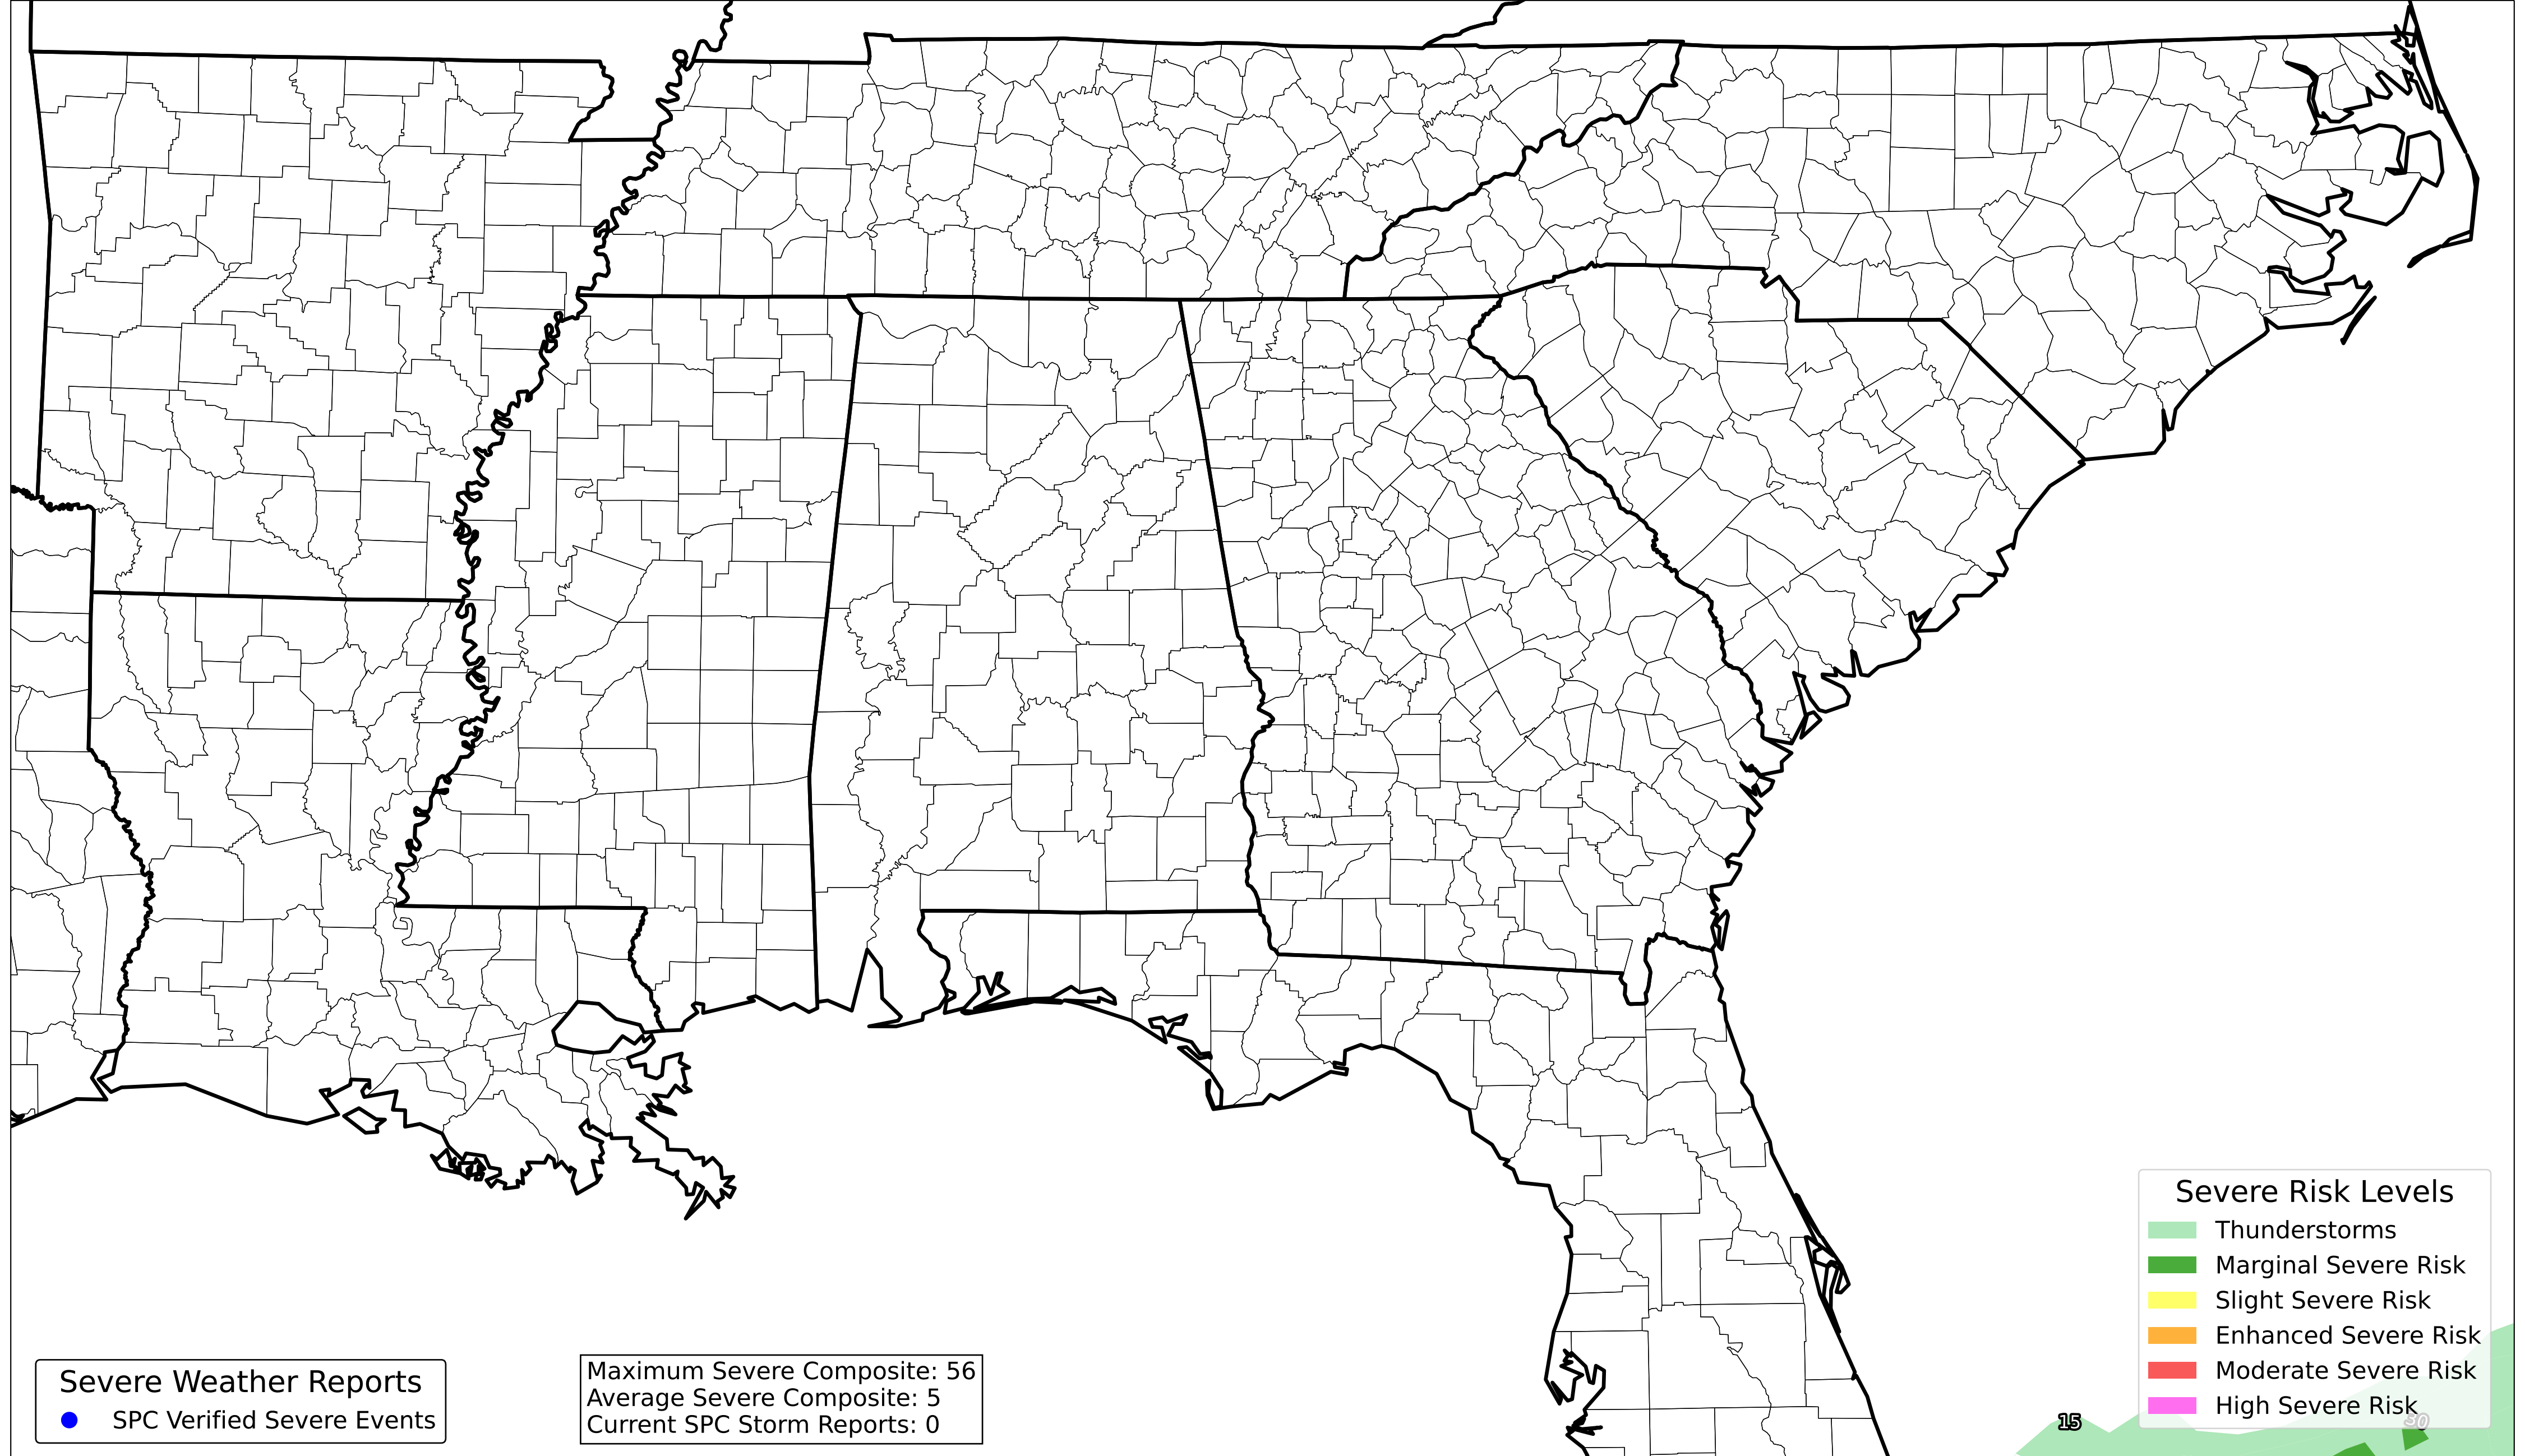 Severe Risk Levels
Thunderstorms
Marginal Severe Risk
Slight Severe Risk
Enhanced Severe Risk
Moderate Severe Risk
High Severe Risk
15
30
Severe Weather Reports
SPC Verified Severe Events
Maximum Severe Composite: 56
Average Severe Composite: 5
Current SPC Storm Reports: 0